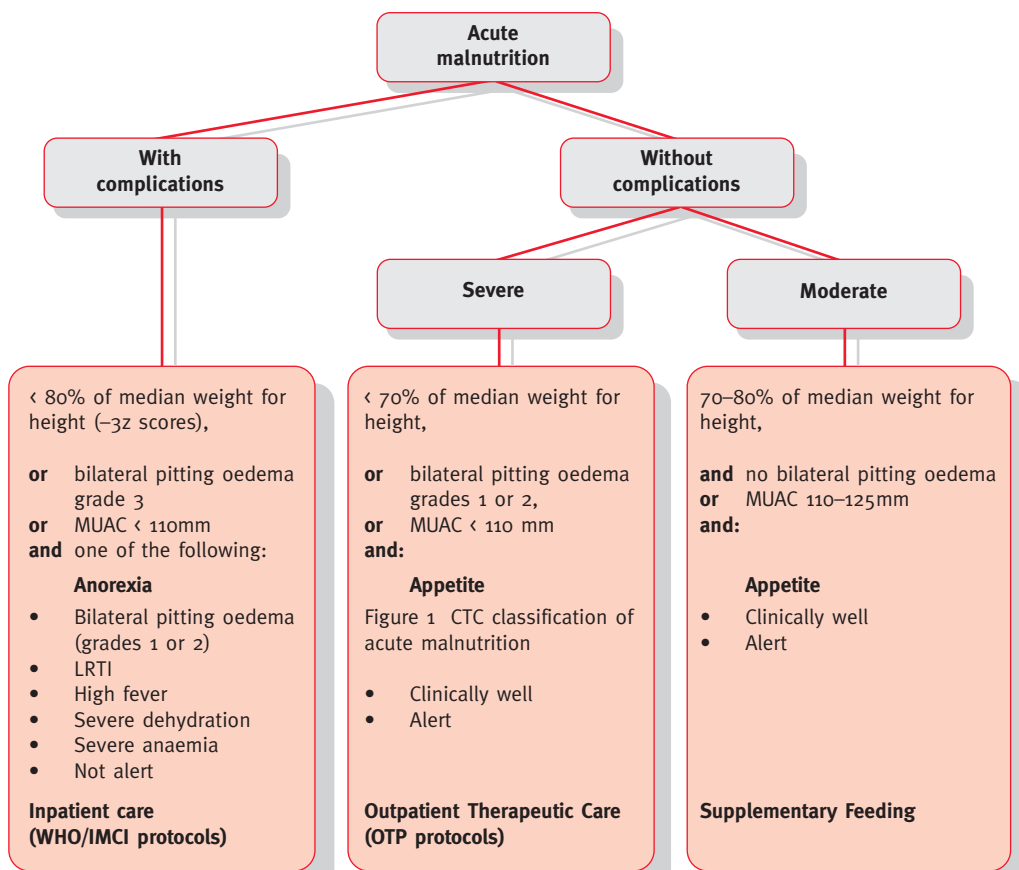 Acute
malnutrition
With
complications
Without
complications
Severe
Moderate
‹ 80% of median weight for
height (–3z scores),
or bilateral pitting oedema
grade 3
or MUAC ‹ 110mm
and one of the following:
Anorexia
• Bilateral pitting oedema
(grades 1 or 2)
• LRTI
• High fever
• Severe dehydration
• Severe anaemia
• Not alert
Inpatient care
(WHO/IMCI protocols)
‹ 70% of median weight for
height,
or bilateral pitting oedema
grades 1 or 2,
or MUAC ‹ 110 mm
and:
Appetite
Figure 1 CTC classification of
acute malnutrition
• Clinically well
• Alert
Outpatient Therapeutic Care
(OTP protocols)
70–80% of median weight for
height,
and no bilateral pitting oedema
or MUAC 110–125mm
and:
Appetite
• Clinically well
• Alert
Supplementary Feeding